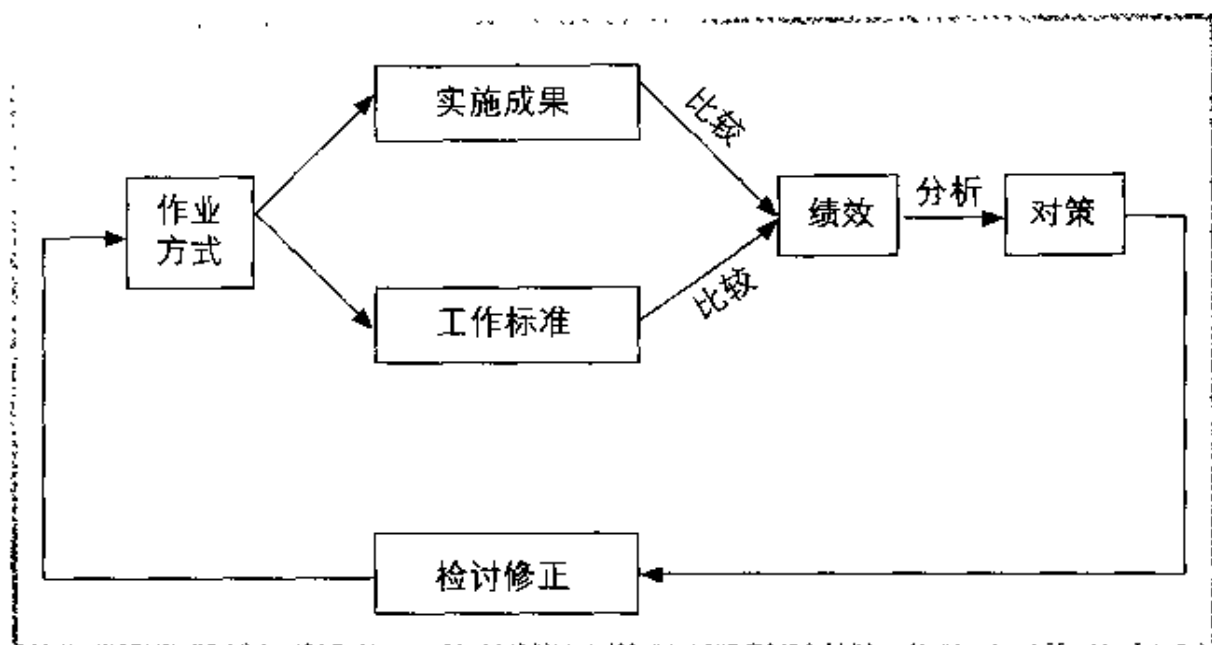 实施成果
比较
作业
方式
绩效
分析
对策
工作标准
比较
检讨修正